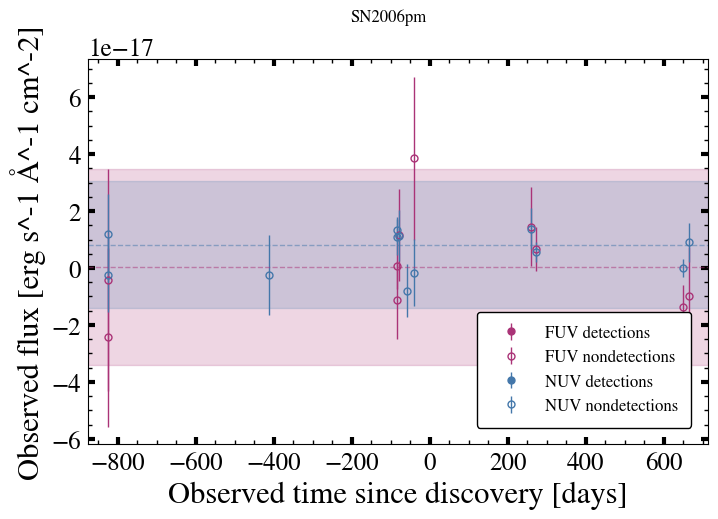 SN2006pm
1e−17
Observed flux [erg s^-1 Å^-1 cm^-2]
6
4
2
0
−2
−4
−6
FUV detections
FUV nondetections
NUV detections
NUV nondetections
−800 −600 −400 −200 0 200 400 600
Observed time since discovery [days]